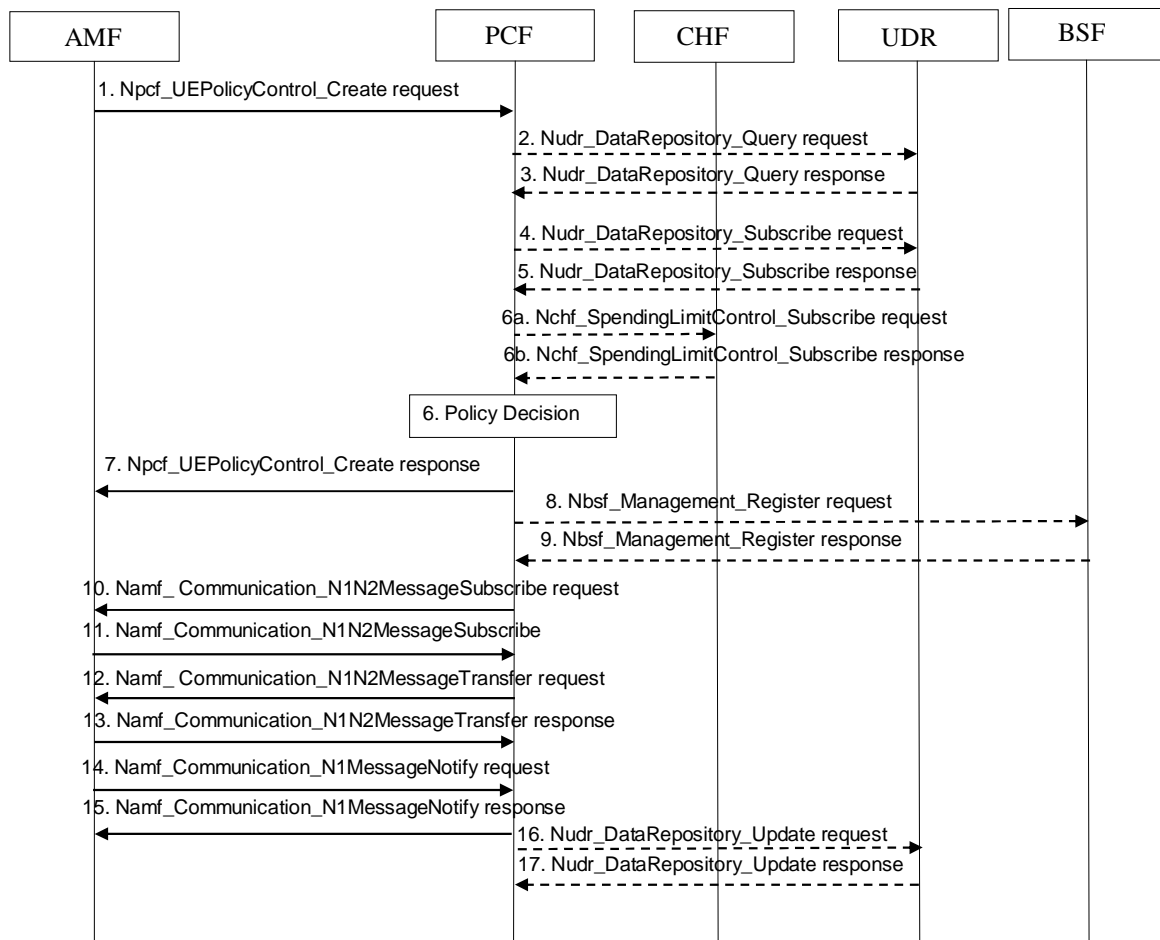 AMF
PCF
CHF
UDR
BSF
1. Npcf_UEPolicyControl_Create request
2. Nudr_DataRepository_Query request
3. Nudr_DataRepository_Query response
4. Nudr_DataRepository_Subscribe request
5. Nudr_DataRepository_Subscribe response
6a. Nchf_SpendingLimitControl_Subscribe request
6b. Nchf_SpendingLimitControl_Subscribe response
6. Policy Decision
7. Npcf_UEPolicyControl_Create response
8. Nbsf_Management_Register request
9. Nbsf_Management_Register response
10. Namf_ Communication_N1N2MessageSubscribe request
11. Namf_Communication_N1N2MessageSubscribe
12. Namf_ Communication_N1N2MessageTransfer request
13. Namf_Communication_N1N2MessageTransfer response
14. Namf_Communication_N1MessageNotify request
15. Namf_Communication_N1MessageNotify response
16. Nudr_DataRepository_Update request
17. Nudr_DataRepository_Update response